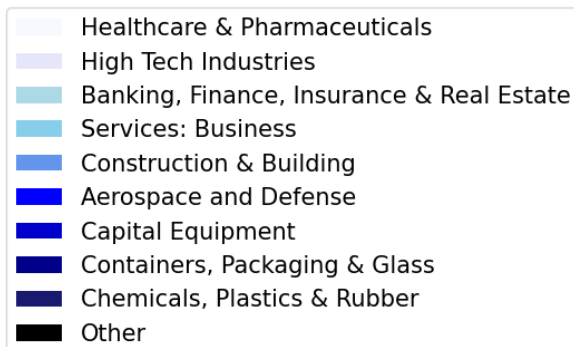 Healthcare & Pharmaceuticals
High Tech Industries
Banking, Finance, Insurance & Real Estate
Services: Business
Construction & Building
Aerospace and Defense
Capital Equipment
Containers, Packaging & Glass
Chemicals, Plastics & Rubber
Other